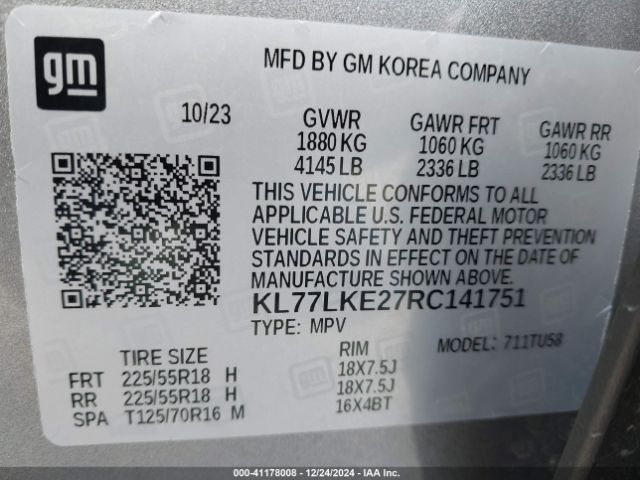 gm
MFD BY GM KOREA COMPANY
10/23
GVWR GAWR FRT GAWR RR
1880 KG 1060 KG 1060 KG
4145 LB 2336 LB 2336 LB
THIS VEHICLE CONFORMS TO ALL
APPLICABLE U.S. FEDERAL MOTOR
VEHICLE SAFETY AND THEFT PREVENTION
STANDARDS IN EFFECT ON THE DATE OF
MANUFACTURE SHOWN ABOVE.
KL77LKE27RC141751
TYPE: MPV MODEL: 711TU58
TIRE SIZE RIM
FRT 225/55R18 H 18X7.5J
RR 225/55R18 H 18X7.5J
SPA T125/70R16 M 16X4BT
000-41178008 - 12/24/2024 - IAA Inc.